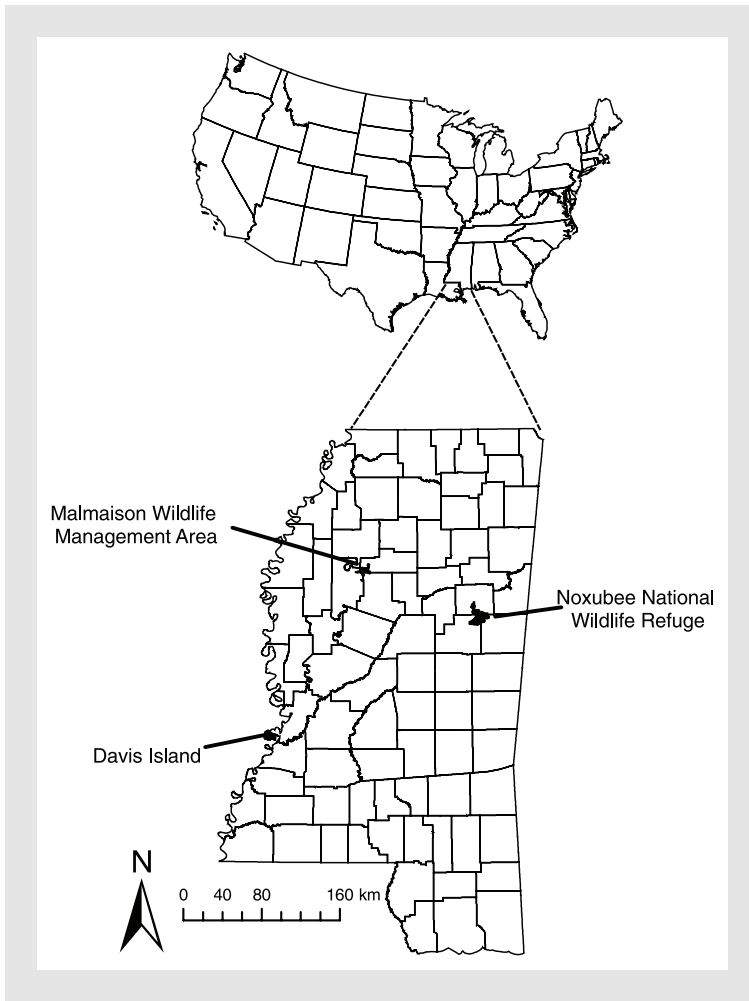 Malmaison Wildlife
Management Area
Noxubee National
Wildlife Refuge
Davis Island
N
0 40 80 160 km